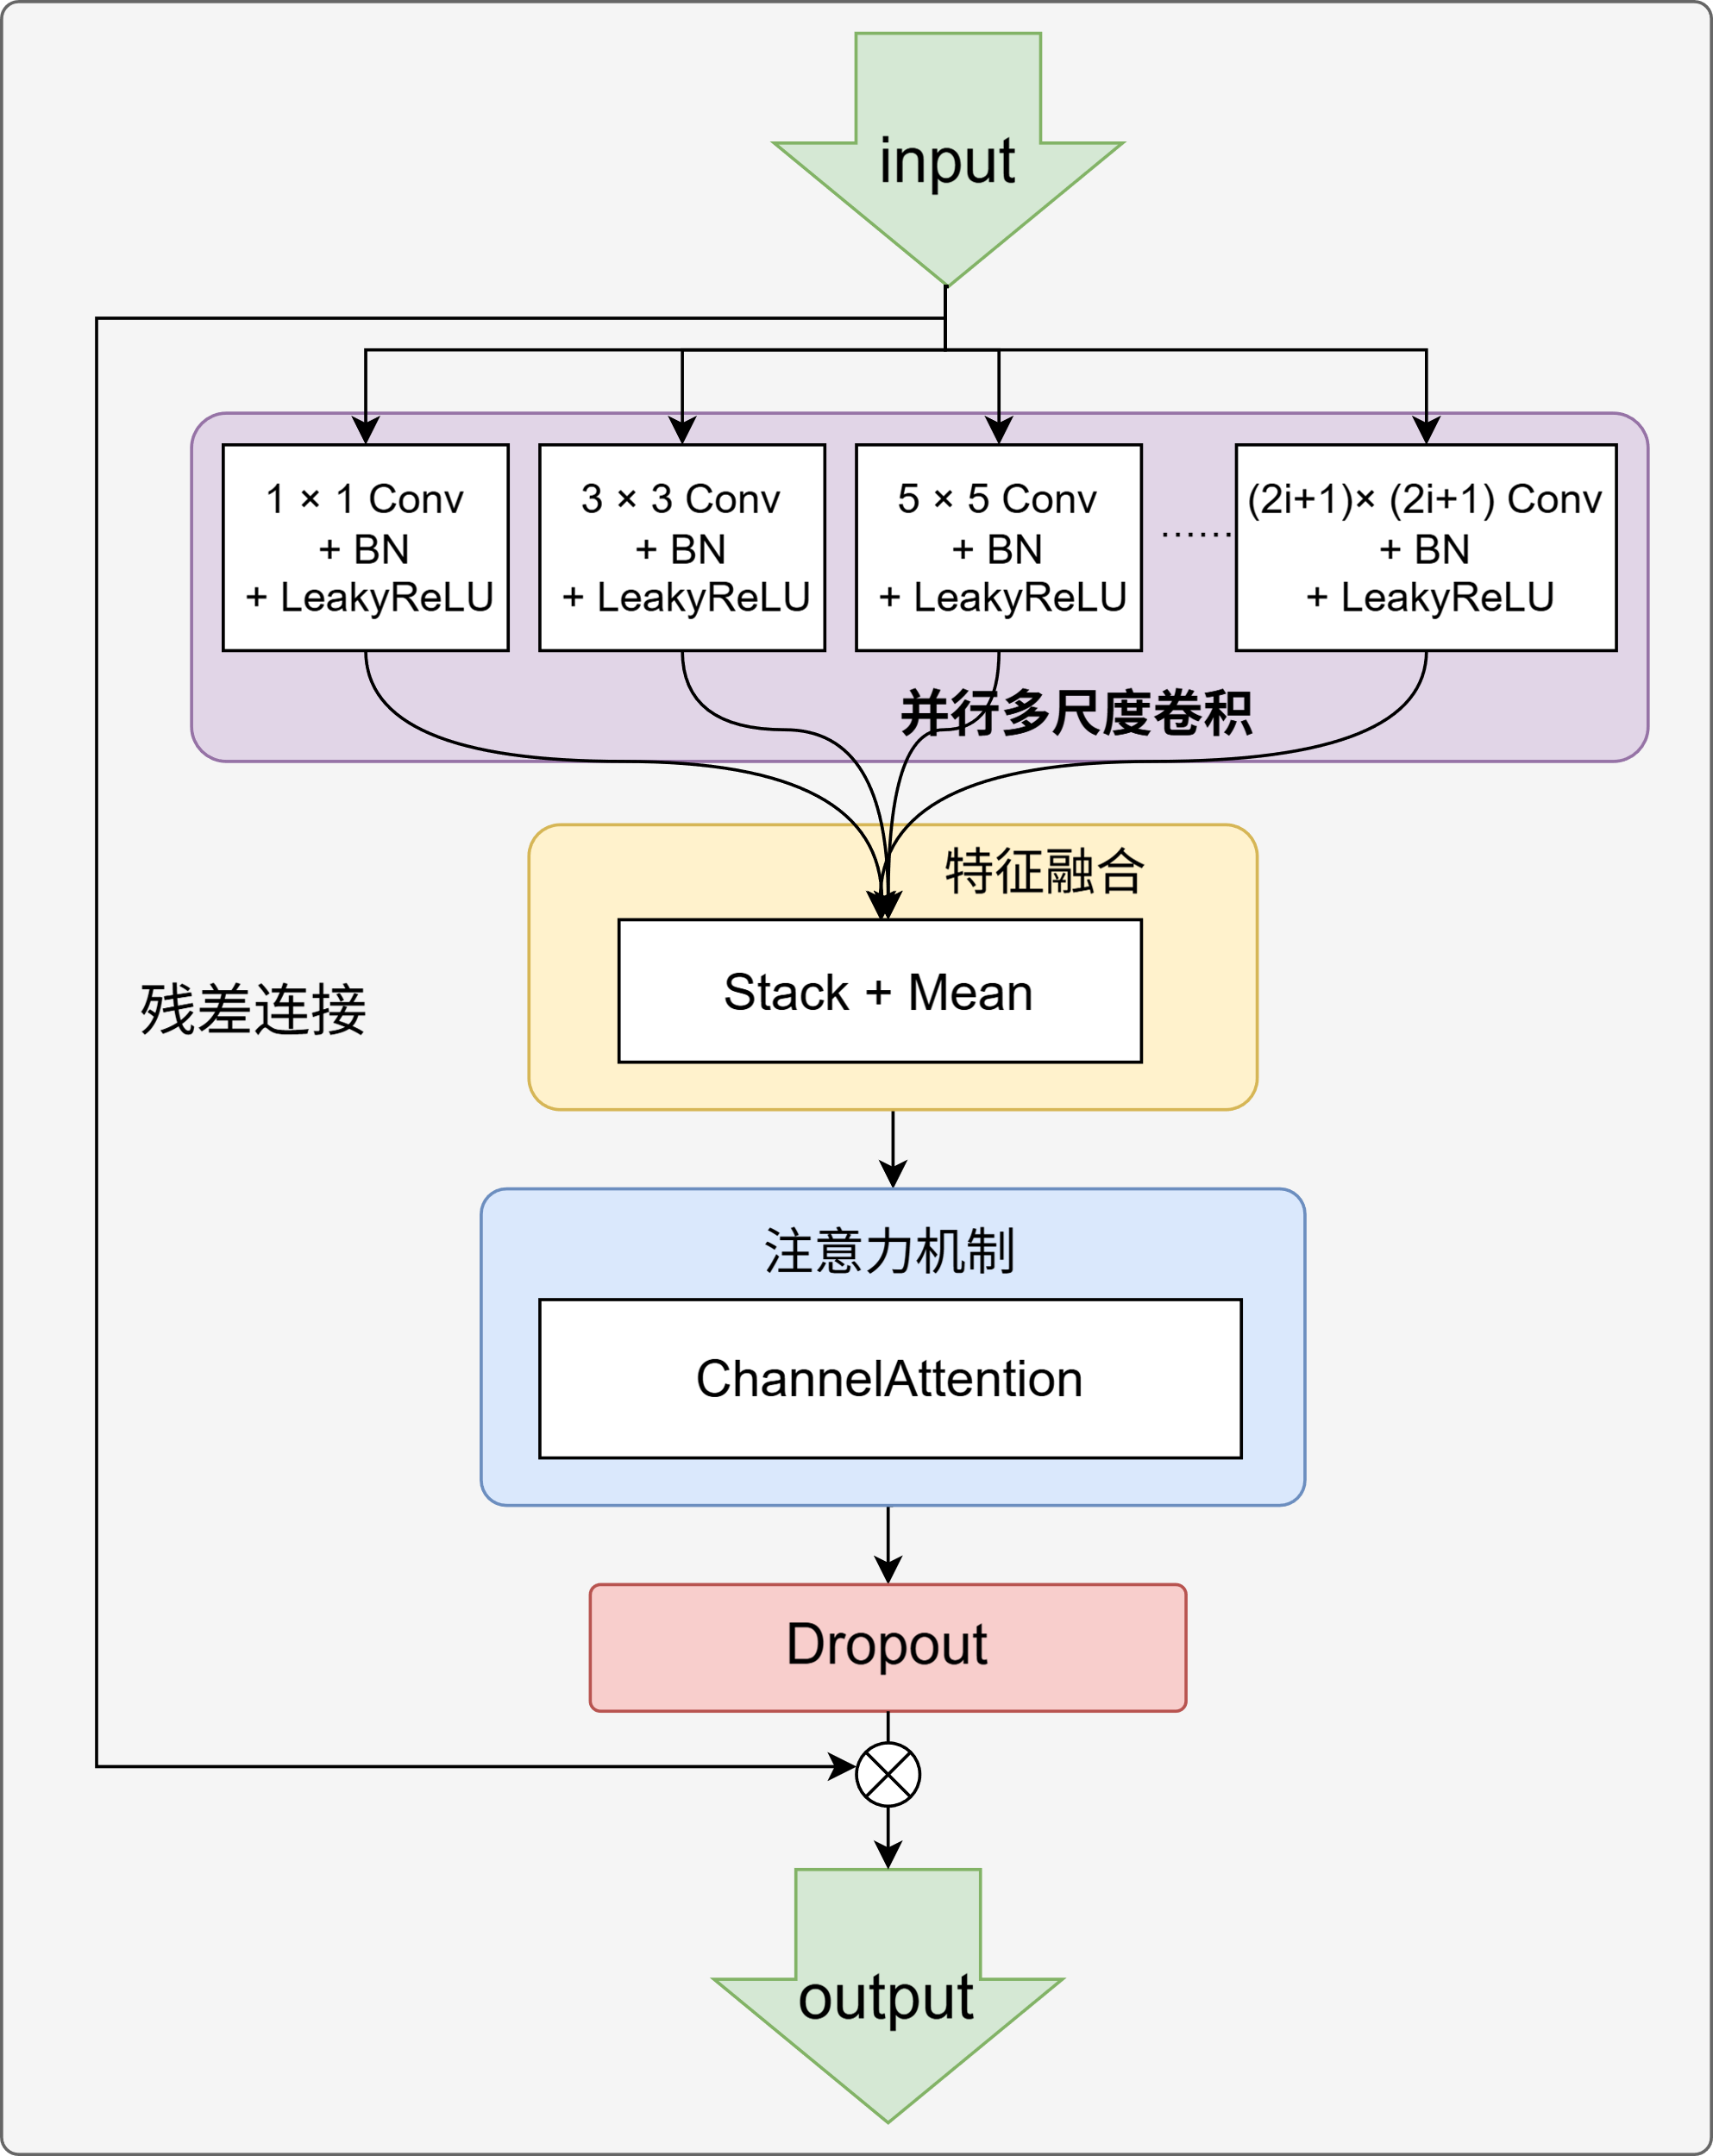 input
1 × 1 Conv
+ BN
+ LeakyReLU
3 × 3 Conv
+ BN
+ LeakyReLU
5 × 5 Conv
+ BN
+ LeakyReLU
......
(2i+1)× (2i+1) Conv
+ BN
+ LeakyReLU
并行多尺度卷积
特征融合
Stack + Mean
残差连接
注意力机制
ChannelAttention
Dropout
output